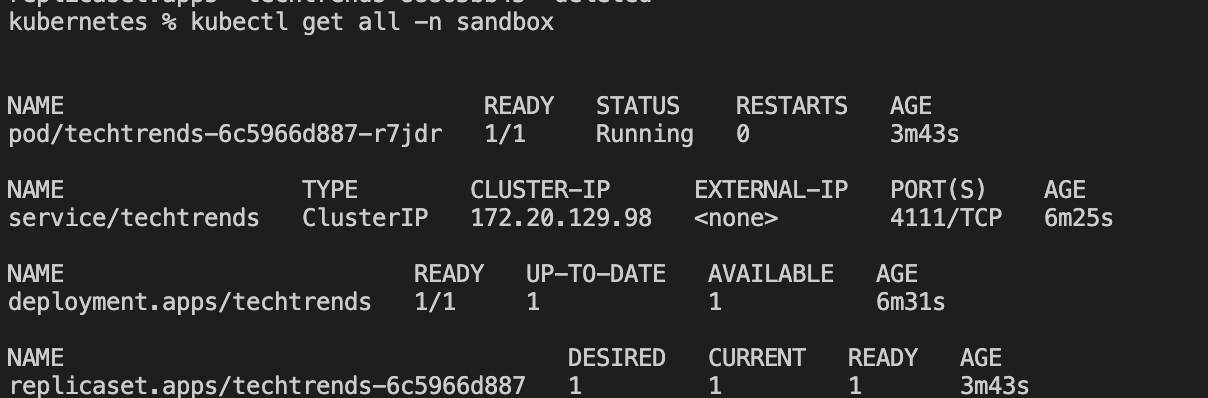 kubernetes % kubectl get all -n sandbox
NAME READY STATUS RESTARTS AGE
pod/techtrends-6c5966d887-r7jdr 1/1 Running 0 3m43s
NAME TYPE CLUSTER-IP EXTERNAL-IP PORT(S) AGE
service/techtrends ClusterIP 172.20.129.98 <none> 4111/TCP 6m25s
NAME READY UP-TO-DATE AVAILABLE AGE
deployment.apps/techtrends 1/1 1 1 6m31s
NAME DESIRED CURRENT READY AGE
replicaset.apps/techtrends-6c5966d887 1 1 1 3m43s